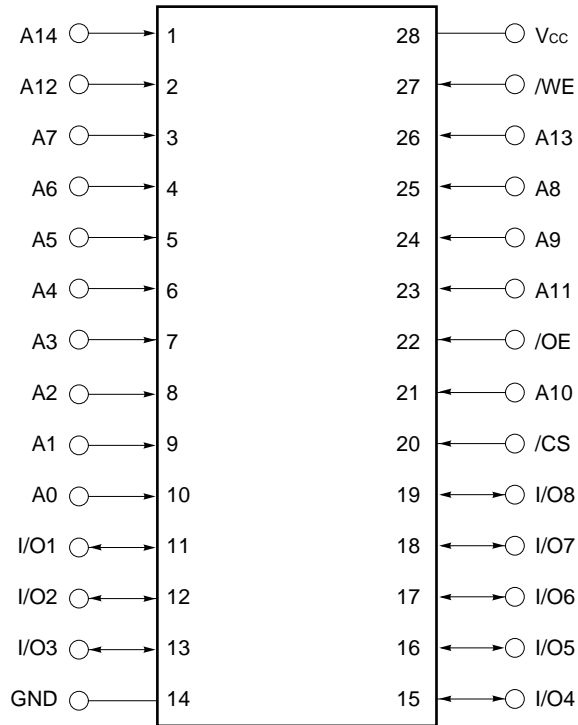 A14 1 28 Vcc
A12 2 27 /WE
A7 3 26 A13
A6 4 25 A8
A5 5 24 A9
A4 6 23 A11
A3 7 22 /OE
A2 8 21 A10
A1 9 20 /CS
A0 10 19 I/O8
I/O1 11 18 I/O7
I/O2 12 17 I/O6
I/O3 13 16 I/O5
GND 14 15 I/O4